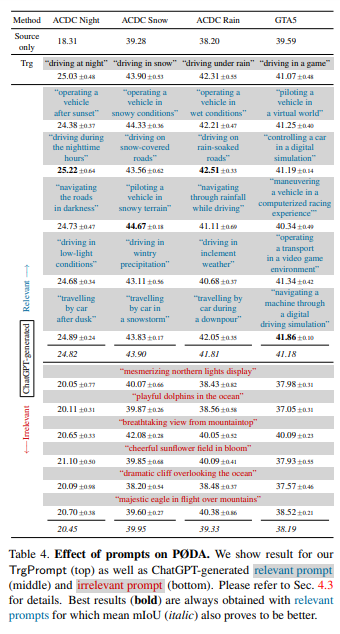 Method ACDC Night ACDC Snow ACDC Rain GTA5
Source only 18.31 39.28 38.20 39.59
Trg “driving at night” “driving in snow” “driving under rain” “driving in a game”
25.03 ±0.48 43.90 ±0.53 42.31 ±0.55 41.07 ±0.48
“operating a vehicle after sunset” “operating a vehicle in snowy conditions” “operating a vehicle in wet conditions” “piloting a vehicle in a virtual world”
24.38 ±0.37 44.33 ±0.36 42.21 ±0.47 41.25 ±0.40
“driving during the nighttime hours” “driving on snow-covered roads” “driving on rain-soaked roads” “controlling a car in a digital simulation”
25.22 ±0.64 43.56 ±0.62 42.51 ±0.33 41.19 ±0.14
“navigating the roads in darkness” “piloting a vehicle in snowy terrain” “navigating through rainfall while driving” “maneuvering a vehicle in a computerized racing experience”
24.73 ±0.47 44.67 ±0.18 41.11 ±0.69 40.34 ±0.49
“driving in low-light conditions” “driving in wintry precipitation” “driving in inclement weather” “operating a transport in a video game environment”
24.68 ±0.34 43.11 ±0.56 40.68 ±0.37 41.34 ±0.42
“travelling by car after dusk” “travelling by car in a snowstorm” “travelling by car during a downpour” “navigating a machine through a digital driving simulation”
24.89 ±0.24 43.83 ±0.17 42.05 ±0.35 41.86 ±0.10
24.82 43.90 41.81 41.18
ChatGPT-generated
Relevant →
← Irrelevant
“mesmerizing northern lights display”
20.05 ±0.77 40.07 ±0.66 38.43 ±0.82 37.98 ±0.31
“playful dolphins in the ocean”
20.11 ±0.31 39.87 ±0.26 38.56 ±0.58 37.05 ±0.31
“breathtaking view from mountaintop”
20.65 ±0.33 42.08 ±0.28 40.05 ±0.52 40.09 ±0.23
“cheerful sunflower field in bloom”
21.10 ±0.50 39.85 ±0.68 40.09 ±0.41 37.93 ±0.55
“dramatic cliff overlooking the ocean”
20.09 ±0.98 38.20 ±0.54 38.48 ±0.37 37.57 ±0.46
“majestic eagle in flight over mountains”
20.70 ±0.38 39.60 ±0.27 40.38 ±0.86 38.52 ±0.21
20.45 39.95 39.33 38.19
Table 4. Effect of prompts on PØDA. We show result for our
TrgPrompt (top) as well as ChatGPT-generated relevant prompt
(middle) and irrelevant prompt (bottom). Please refer to Sec. 4.3
for details. Best results (bold) are always obtained with relevant
prompts for which mean mIoU (italic) also proves to be better.